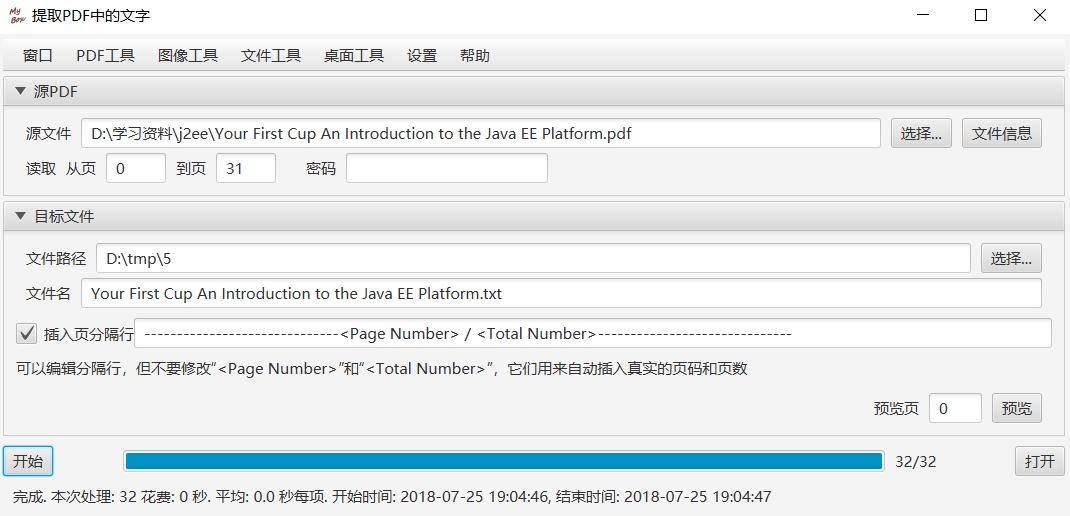 My Box 提取PDF中的文字
窗口 PDF工具 图像工具 文件工具 桌面工具 设置 帮助
源PDF
源文件 D:\学习资料\j2ee\Your First Cup An Introduction to the Java EE Platform.pdf 选择... 文件信息
读取 从页 0 到页 31 密码
目标文件
文件路径 D:\tmp\5 选择...
文件名 Your First Cup An Introduction to the Java EE Platform.txt
插入页分隔行 ------------------------------<Page Number> / <Total Number>------------------------------
可以编辑分隔行，但不要修改“<Page Number>”和“<Total Number>”，它们用来自动插入真实的页码和页数
预览页 0 预览
开始 32/32 打开
完成. 本次处理: 32 花费: 0 秒. 平均: 0.0 秒每项. 开始时间: 2018-07-25 19:04:46, 结束时间: 2018-07-25 19:04:47